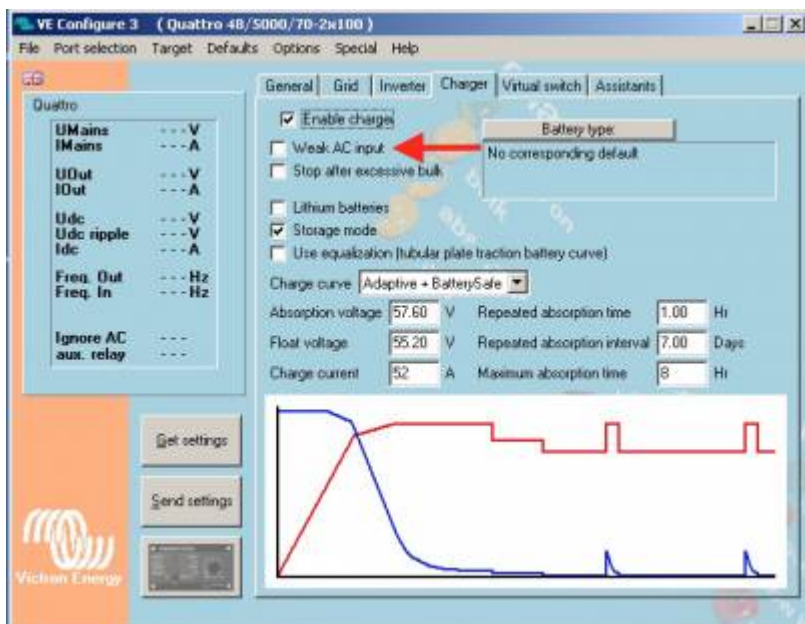 VE Configure 3 ( Quattro 48/5000/70-2x100 )
File Port selection Target Defaults Options Special Help
Quattro
UMains ---V
IMains ---A
UOut ---V
IOut ---A
Udc ---V
Udc ripple ---V
Idc ---A
Freq. Out ---Hz
Freq. In ---Hz
Ignore AC ---
aux. relay ---
Get settings
Send settings
Victron Energy
General Grid Inverter Charger Virtual switch Assistants
Enable charger
Weak AC input
Stop after excessive bulk
Battery type:
No corresponding default
Lithium batteries
Storage mode
Use equalization (tubular plate traction battery curve)
Charge curve Adaptive + BatterySafe
Absorption voltage 57.60 V Repeated absorption time 1.00 Hr
Float voltage 55.20 V Repeated absorption interval 7.00 Days
Charge current 52 A Maximum absorption time 8 Hr